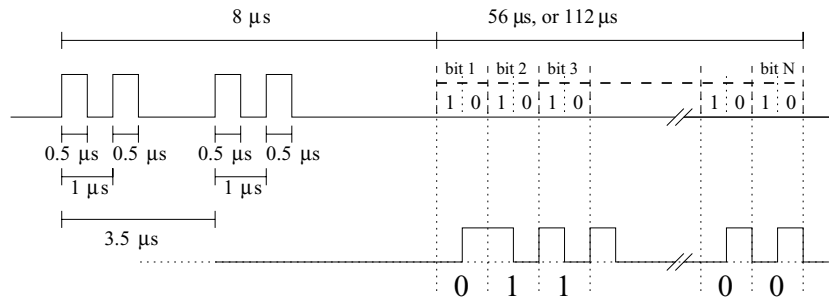 8 μs 56 μs, or 112 μs
bit 1 bit 2 bit 3 bit N
1 0 1 0 1 0 1 0 1 0
0.5 μs 0.5 μs 0.5 μs 0.5 μs
1 μs 1 μs
3.5 μs
0 1 1 0 0